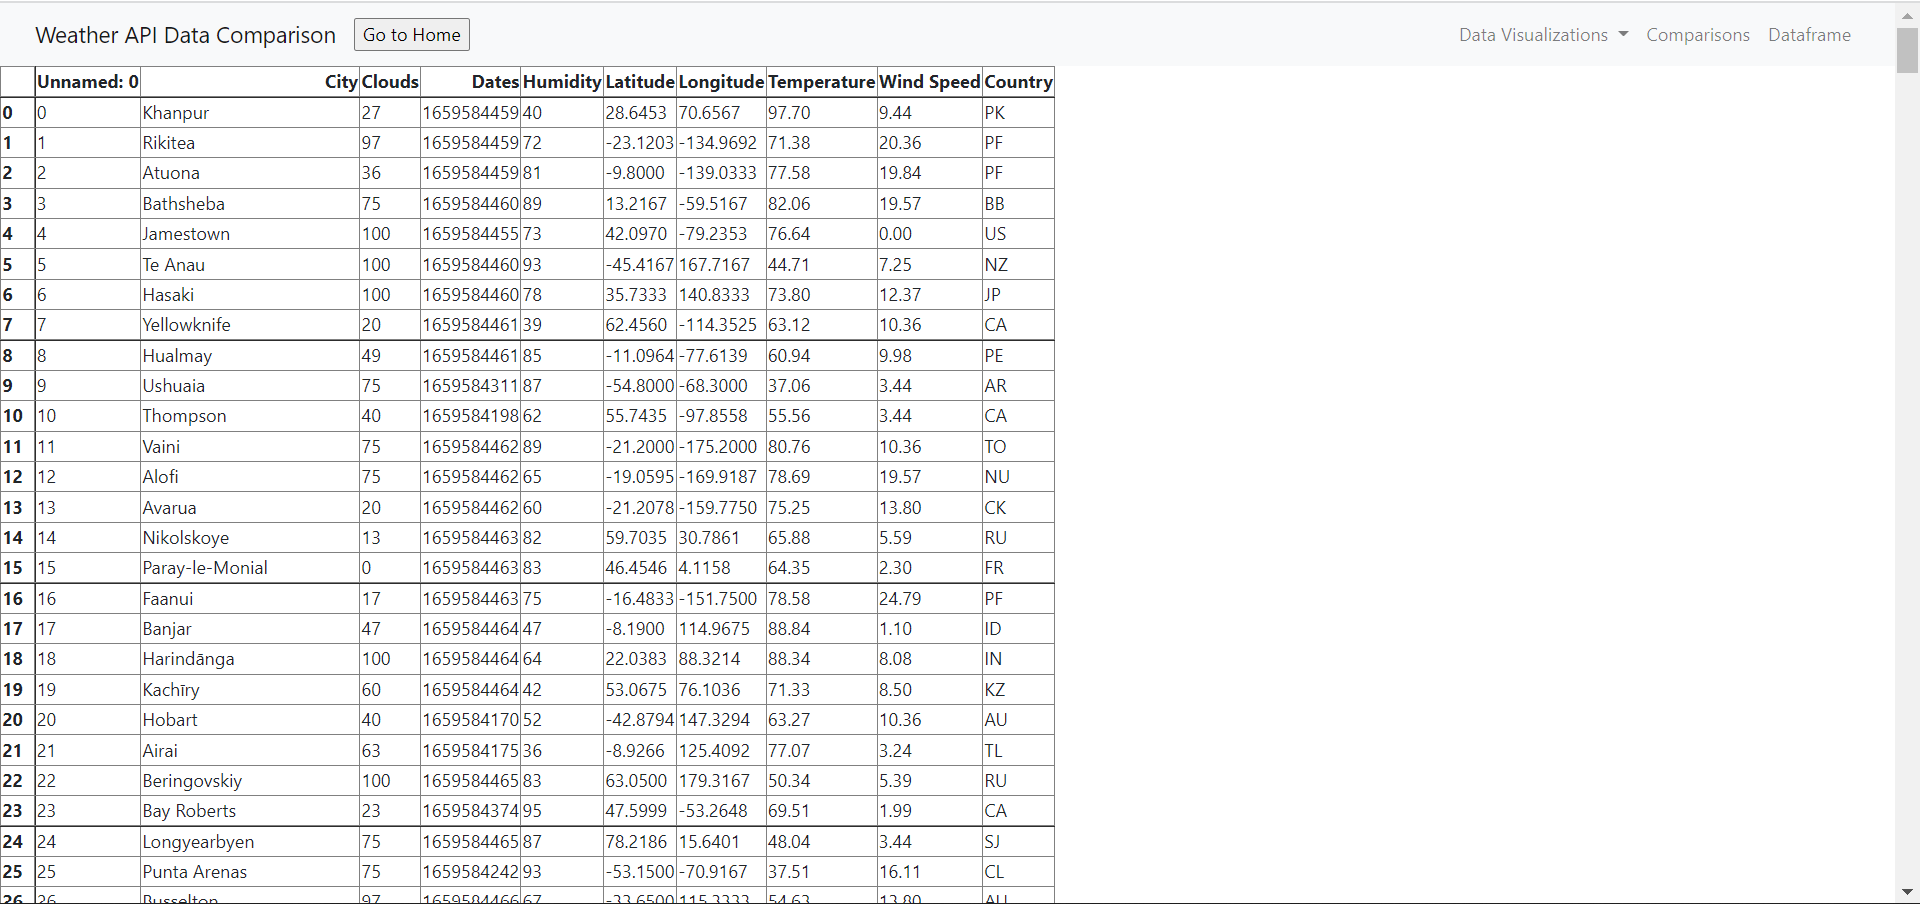 Weather API Data Comparison Go to Home Data Visualizations Comparisons Dataframe
Unnamed: 0 City Clouds Dates Humidity Latitude Longitude Temperature Wind Speed Country
0 0 Khanpur 27 1659584459 40 28.6453 70.6567 97.70 9.44 PK
1 1 Rikitea 97 1659584459 72 -23.1203 -134.9692 71.38 20.36 PF
2 2 Atuona 36 1659584459 81 -9.8000 -139.0333 77.58 19.84 PF
3 3 Bathsheba 75 1659584460 89 13.2167 -59.5167 82.06 19.57 BB
4 4 Jamestown 100 1659584455 73 42.0970 -79.2353 76.64 0.00 US
5 5 Te Anau 100 1659584460 93 -45.4167 167.7167 44.71 7.25 NZ
6 6 Hasaki 100 1659584460 78 35.7333 140.8333 73.80 12.37 JP
7 7 Yellowknife 20 1659584461 39 62.4560 -114.3525 63.12 10.36 CA
8 8 Hualmay 49 1659584461 85 -11.0964 -77.6139 60.94 9.98 PE
9 9 Ushuaia 75 1659584311 87 -54.8000 -68.3000 37.06 3.44 AR
10 10 Thompson 40 1659584198 62 55.7435 -97.8558 55.56 3.44 CA
11 11 Vaini 75 1659584462 89 -21.2000 -175.2000 80.76 10.36 TO
12 12 Alofi 75 1659584462 65 -19.0595 -169.9187 78.69 19.57 NU
13 13 Avarua 20 1659584462 60 -21.2078 -159.7750 75.25 13.80 CK
14 14 Nikolskoye 13 1659584463 82 59.7035 30.7861 65.88 5.59 RU
15 15 Paray-le-Monial 0 1659584463 83 46.4546 4.1158 64.35 2.30 FR
16 16 Faanui 17 1659584463 75 -16.4833 -151.7500 78.58 24.79 PF
17 17 Banjar 47 1659584464 47 -8.1900 114.9675 88.84 1.10 ID
18 18 Harindānga 100 1659584464 64 22.0383 88.3214 88.34 8.08 IN
19 19 Kachīry 60 1659584464 42 53.0675 76.1036 71.33 8.50 KZ
20 20 Hobart 40 1659584170 52 -42.8794 147.3294 63.27 10.36 AU
21 21 Airai 63 1659584175 36 -8.9266 125.4092 77.07 3.24 TL
22 22 Beringovskiy 100 1659584465 83 63.0500 179.3167 50.34 5.39 RU
23 23 Bay Roberts 23 1659584374 95 47.5999 -53.2648 69.51 1.99 CA
24 24 Longyearbyen 75 1659584465 87 78.2186 15.6401 48.04 3.44 SJ
25 25 Punta Arenas 75 1659584242 93 -53.1500 -70.9167 37.51 16.11 CL
26 26 Busselton 97 1659584466 67 -33.6500 115.3333 54.63 13.80 AU